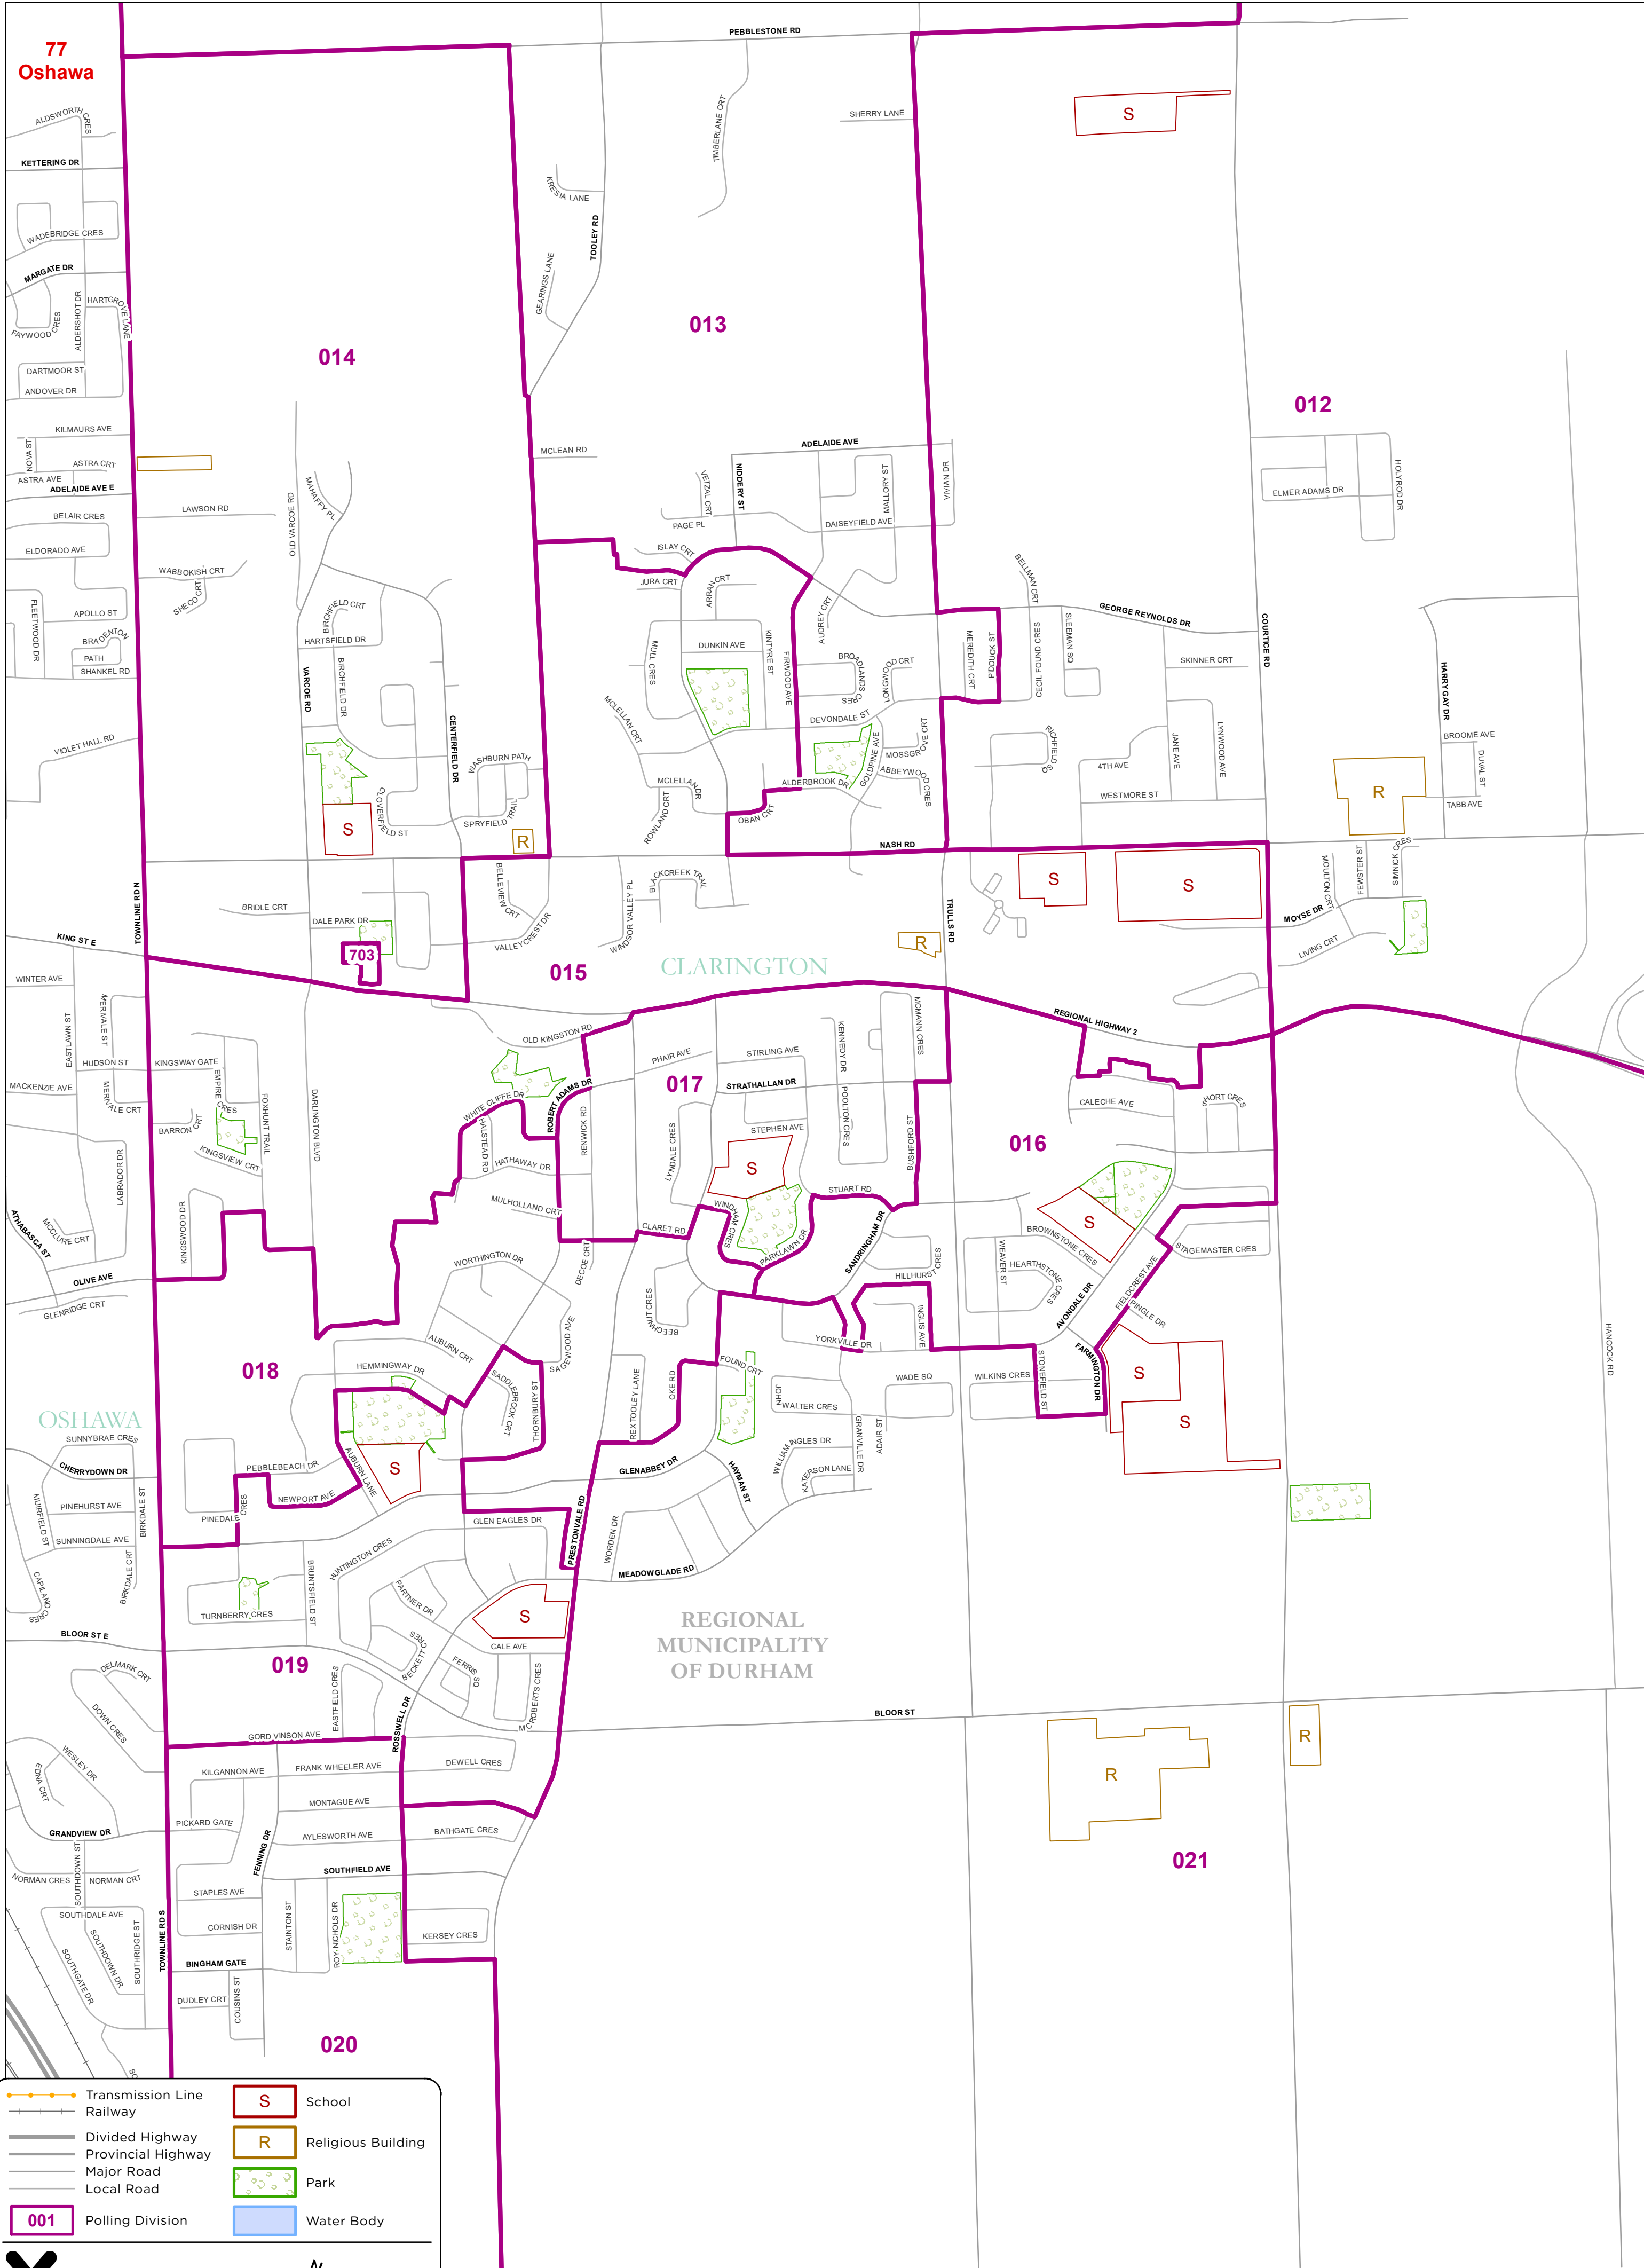 77
Oshawa
PEBBLESTONE RD
ALDSWORTH CRES
KETTERING DR
SHERRY LANE
S
TIMBERLANE CRT
KRESIA LANE
TOOLEY RD
WADEBRIDGE CRES
MARGATE DR
GEARINGS LANE
HARTGROVE LANE
ALDERSHOT DR
FAYWOOD CRES
013
014
DARTMOOR ST
ANDOVER DR
012
KILMAURS AVE
NOVA ST
ASTRA CRT
ASTRA AVE
ADELAIDE AVE E
MCLEAN RD
ADELAIDE AVE
NIDDERY ST
VETZAL CRT
MALLORY ST
VIVIAN DR
HOLYROD DR
ELMER ADAMS DR
MAHAFFY PL
OLD VARCOE RD
BELAIR CRES
LAWSON RD
PAGE PL
DAISEYFIELD AVE
ELDORADO AVE
ISLAY CRT
WABBOKISH CRT
JURA CRT
SHECO CRT
ARRAN CRT
BELLMAN CRT
FLEETWOOD DR
APOLLO ST
BIRCHFIELD CRT
AUDREY CRT
GEORGE REYNOLDS DR
COURTICE RD
BRADENTON
PATH
SHANKEL RD
HARTSFIELD DR
BIRCHFIELD DR
VARCOE RD
MULL CRES
DUNKIN AVE
KINTYRE ST
FIRWOOD AVE
BROADLANDS CRES
LONGWOOD CRT
MEREDITH CRT
PIDDUCK ST
CECIL FOUND CRES
SLEEMAN SQ
SKINNER CRT
HARRY GAY DR
MCLELLAN CRT
DEVONDALE ST
CENTERFIELD DR
VIOLET HALL RD
WASHBURN PATH
GOLDPINE AVE
MOSSGROVE CRT
ABBEYWOOD CRES
RICHFIELD SQ
4TH AVE
JANE AVE
LYNWOOD AVE
BROOME AVE
DUVAL ST
MCLELLAN DR
ROWLAND CRT
ALDERBROOK DR
OBAN CRT
WESTMORE ST
R
TABB AVE
CLOVERFIELD ST
SPRYFIELD TRAIL
S
R
NASH RD
S
S
BELLEVIEW CRT
BLACKCREEK TRAIL
WINDSOR VALLEY PL
MOULTON CRT
FEWSTER ST
SMNICK CRES
MOYSE DR
LIVING CRT
TOWNLINE RD N
BRIDLE CRT
DALE PARK DR
703
VALLEYCREST DR
TRULLS RD
R
KING ST E
015
CLARINGTON
WINTER AVE
MERIVALE ST
EASTLAWN ST
OLD KINGSTON RD
MCMANN CRES
KENNEDY DR
REGIONAL HIGHWAY 2
HUDSON ST
KINGSWAY GATE
PHAIR AVE
STIRLING AVE
017
STRATHALLAN DR
MACKENZIE AVE
MERIVALE CRT
EMPIRE CRES
FOXHUNT TRAIL
DARLINGTON BLVD
ROBERT ADAMS DR
WHITE CLIFFE DR
POOLTON CRES
CALECHE AVE
SHORT CRES
BARRON CRT
KINGSVIEW CRT
HALSTEAD RD
RENWICK RD
STEPHEN AVE
BUSHFORD ST
016
LABRADOR DR
HATHAWAY DR
LYNDALE CRES
S
MULHOLLAND CRT
STUART RD
ATHABASCA ST
MCCLURE CRT
KINGSWOOD DR
CLARET RD
WINDHAM CRES
PARKLAWN DR
SANDRINGHAM DR
S
BROWNSTONE CRES
STAGEMASTER CRES
WORTHINGTON DR
DECOE CRT
WEAVER ST
HEARTHSTONE CRES
OLIVE AVE
GLENRIDGE CRT
HILLHURST CRES
FIELDCREST AVE
PINGLE DR
AVONDALE DR
BEECHNUT CRES
INGLIS AVE
YORKVILLE DR
AUBURN CRT
SAGEWOOD AVE
HANCOCK RD
018
HEMMINGWAY DR
FOUND CRT
FARMINGTON DR
SADDLEBROOK CRT
THORNBURY ST
REX TOOLEY LANE
OKE RD
WADE SQ
WILKINS CRES
STONEFIELD ST
S
S
JOHN WALTER CRES
OSHAWA
SUNNYBRAE CRES
CHERRYDOWN DR
PEBBLEBEACH DR
AUBURN LANE
S
GLENABBEY DR
HAYMAN ST
WILLIAM INGLES DR
KATERSON LANE
GRANVILLE DR
ADAIR ST
MUIRFIELD ST
PINEHURST AVE
BIRKDALE ST
NEWPORT AVE
PINEDALE CRES
SUNNINGDALE AVE
GLEN EAGLES DR
PRESTONVALE RD
WORDEN DR
CAPILANO CRES
BIRKDALE CRT
BRUNTSFIELD ST
HUNTINGTON CRES
MEADOWGLADE RD
TURNBERRY CRES
PARTNER DR
S
BLOOR ST E
REGIONAL
MUNICIPALITY
OF DURHAM
019
BECKETT CRES
CALE AVE
FERRIS SQ
MCROBERTS CRES
DELMARK CRT
DOWN CRES
EASTFIELD CRES
ROSSWELL DR
BLOOR ST
R
R
GORD VINSON AVE
WESLEY DR
EDNA CRT
KILGANNON AVE
FRANK WHEELER AVE
DEWELL CRES
MONTAGUE AVE
GRANDVIEW DR
PICKARD GATE
FENNING DR
AYLESWORTH AVE
BATHGATE CRES
021
SOUTHDOWN ST
SOUTHFIELD AVE
NORMAN CRES
NORMAN CRT
STAPLES AVE
SOUTHDALE AVE
SOUTHRIDGE ST
TOWNLINE RD S
CORNISH DR
STAINTON ST
ROY NICHOLS DR
KERSEY CRES
SOUTHGATE DR
SOUTHDOWN DR
BINGHAM GATE
DUDLEY CRT
COUSINS ST
020
Transmission Line
Railway
Divided Highway
Provincial Highway
Major Road
Local Road
001
Polling Division
S
School
R
Religious Building
Park
Water Body